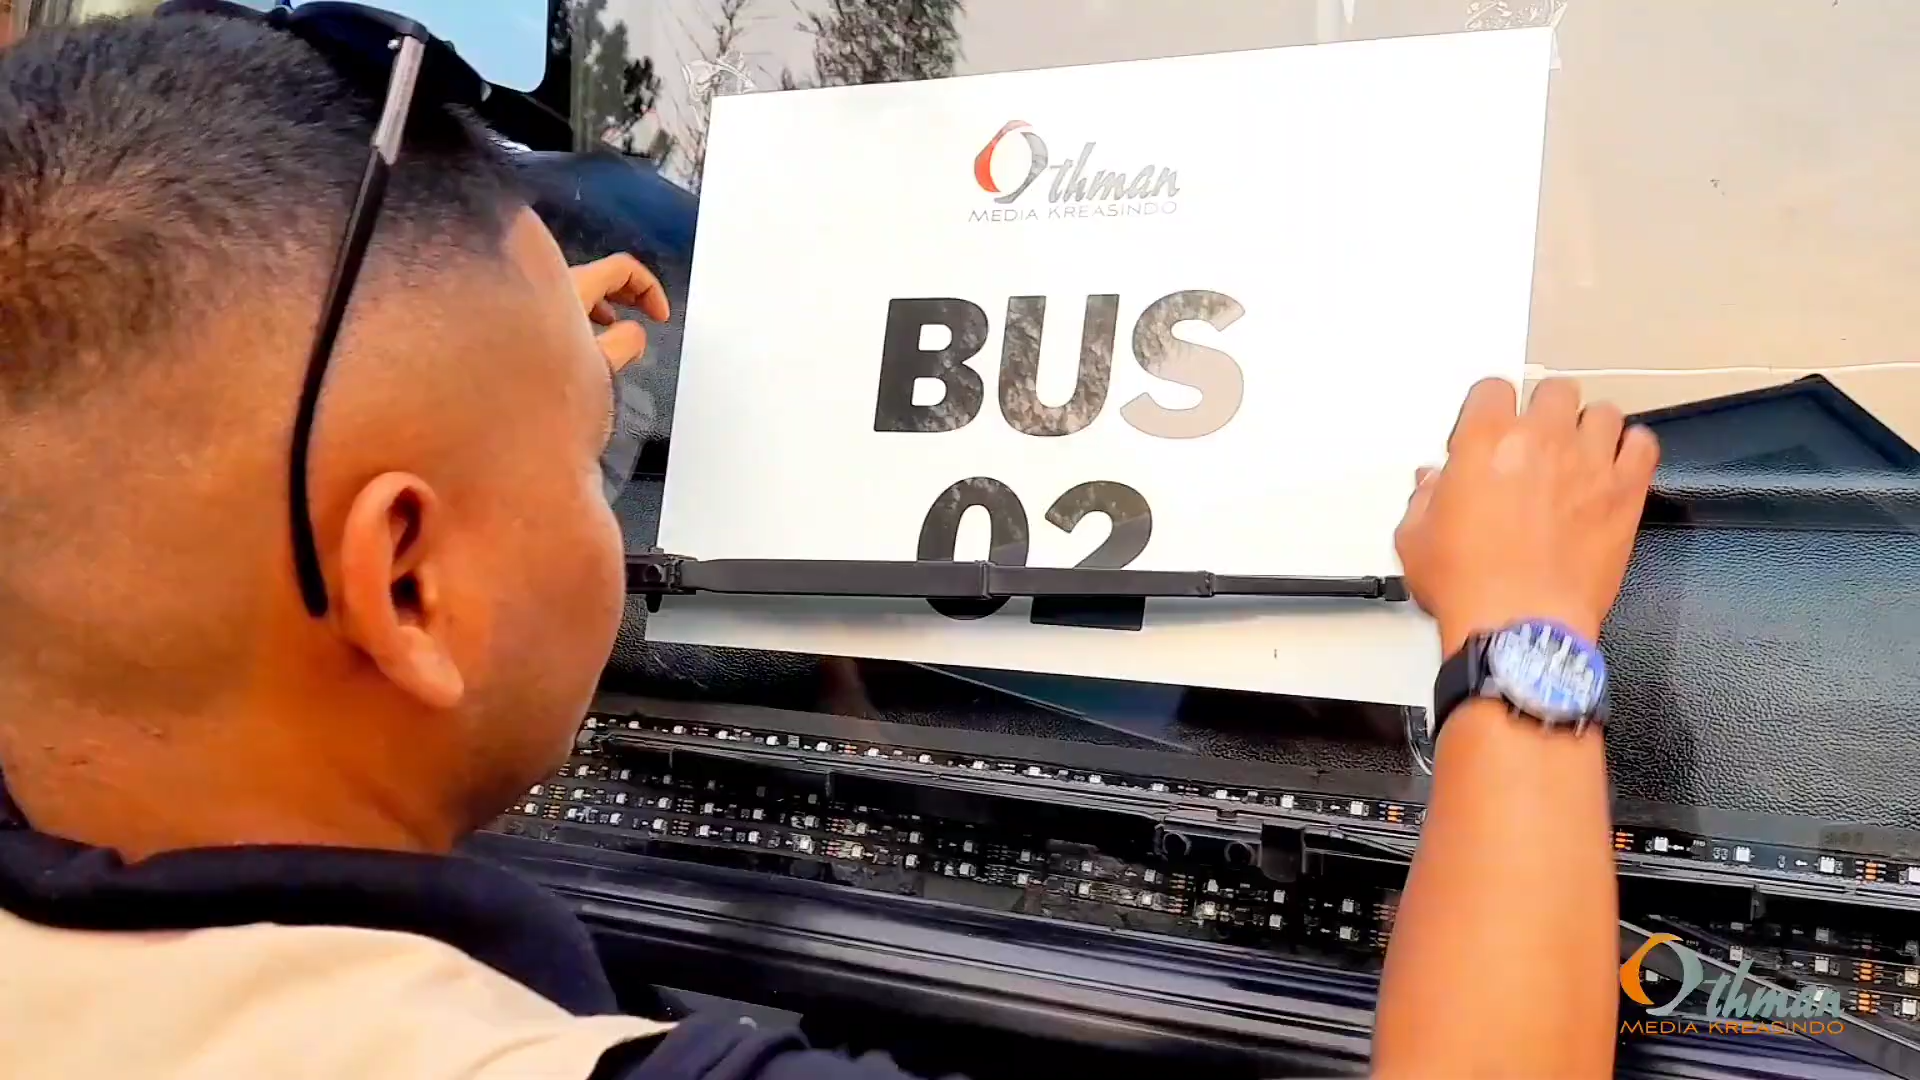 Othman
MEDIA KREASINDO
BUS
02
Othman
MEDIA KREASINDO